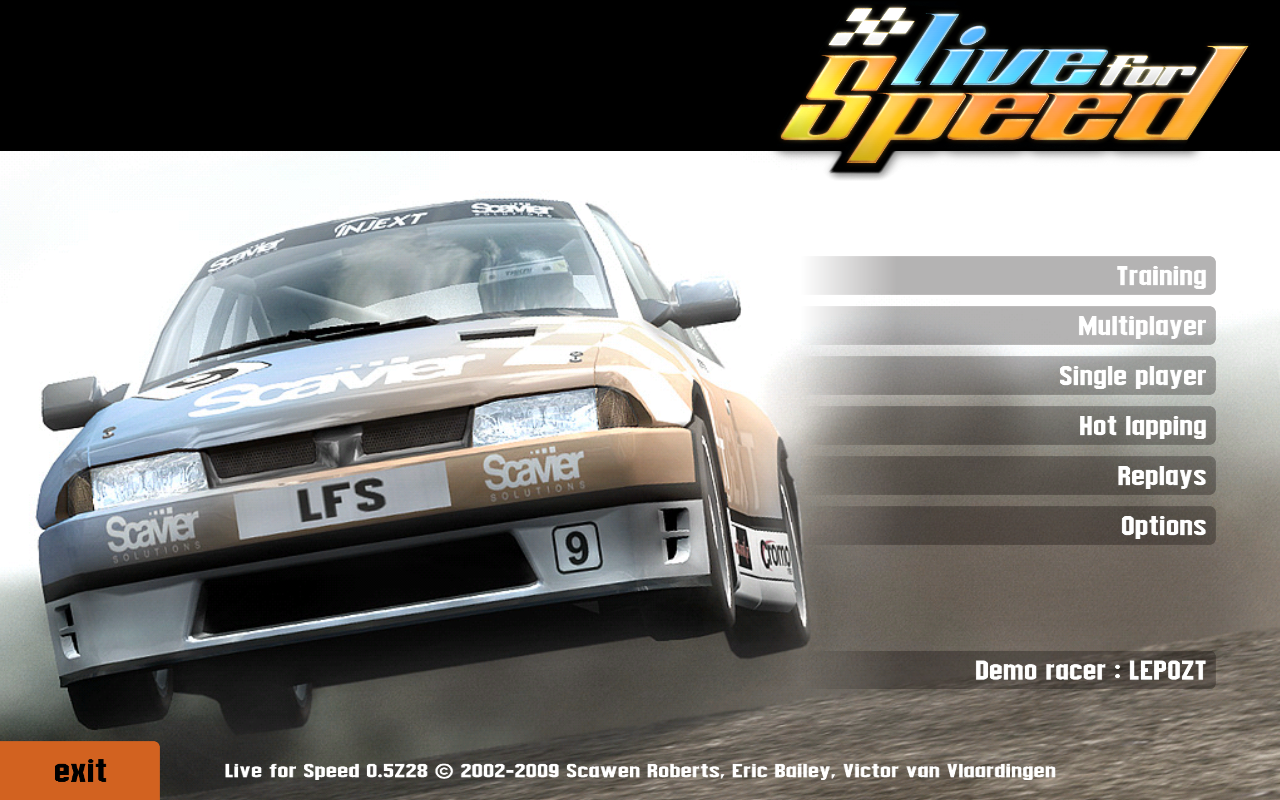 live for
Speed
Scavier
INJEXT
Scavier
SOLUTIONS
Training
Multiplayer
Single player
Scavier
Hot lapping
Replays
Scavier
SOLUTIONS
LFS
Scavier
SOLUTIONS
Options
9
Demo racer : LEPOZT
exit
Live for Speed 0.5Z28 © 2002-2009 Scawen Roberts, Eric Bailey, Victor van Vlaardingen